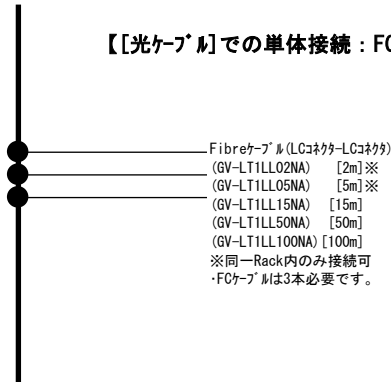 【[光ｹｰﾌﾞﾙ]での単体接続：FC
Fibreｹｰﾌﾞﾙ(LCｺﾈｸﾀ-LCｺﾈｸﾀ)
(GV-LT1LL02NA) [2m]※
(GV-LT1LL05NA) [5m]※
(GV-LT1LL15NA) [15m]
(GV-LT1LL50NA) [50m]
(GV-LT1LL100NA)[100m]
※同一Rack内のみ接続可
･FCｹｰﾌﾞﾙは3本必要です。